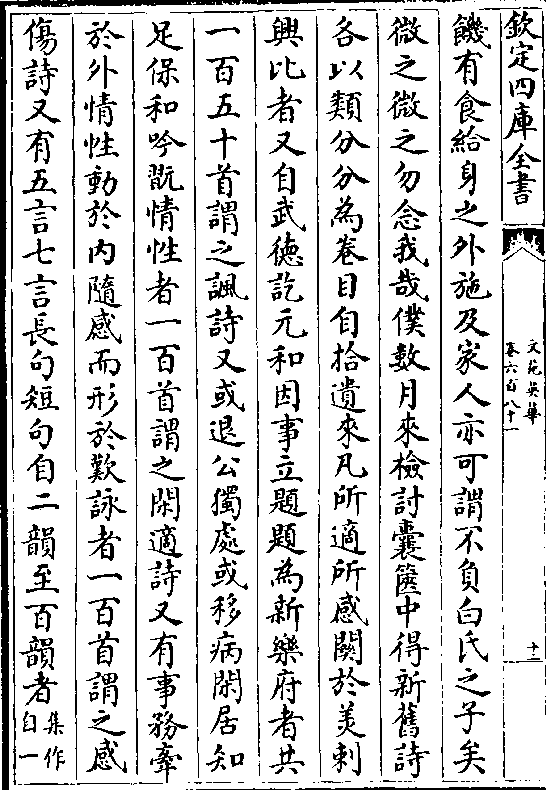 欽定四庫全書
文苑英華
卷六百八十一
十二
饑有食給身之外施及家人亦可謂不負白氏之子矣
微之微之勿念我哉僕數月來檢討囊篋中得新舊詩
各以類分分為卷目自拾遺來凡所適所感關於美刺
興比者又自武德訖元和因事立題題為新樂府者共
一百五十首謂之諷詩又或退公獨處或移病閑居知
足保和吟翫情性者一百首謂之閑適詩又有事務牽
於外情性動於内隨感而形於歎詠者一百首謂之感
傷詩又有五言七言長句短句自二韻至百韻者
集作
自一